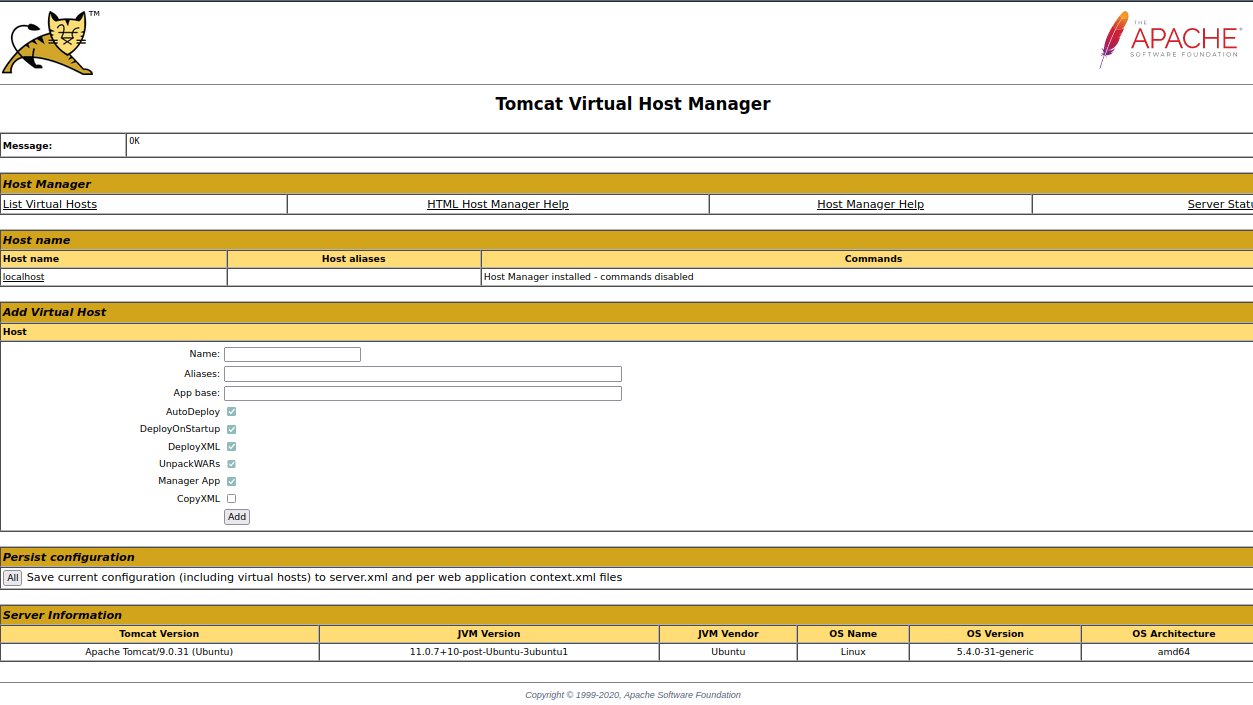 TM
THE
APACHE
SOFTWARE FOUNDATION
Tomcat Virtual Host Manager
Message: OK
Host Manager
List Virtual Hosts HTML Host Manager Help Host Manager Help Server Statu
Host name
Host name Host aliases Commands
localhost Host Manager installed - commands disabled
Add Virtual Host
Host
Name:
Aliases:
App base:
AutoDeploy
DeployOnStartup
DeployXML
UnpackWARs
Manager App
CopyXML
Add
Persist configuration
All Save current configuration (including virtual hosts) to server.xml and per web application context.xml files
Server Information
Tomcat Version JVM Version JVM Vendor OS Name OS Version OS Architecture
Apache Tomcat/9.0.31 (Ubuntu) 11.0.7+10-post-Ubuntu-3ubuntu1 Ubuntu Linux 5.4.0-31-generic amd64
Copyright © 1999-2020, Apache Software Foundation